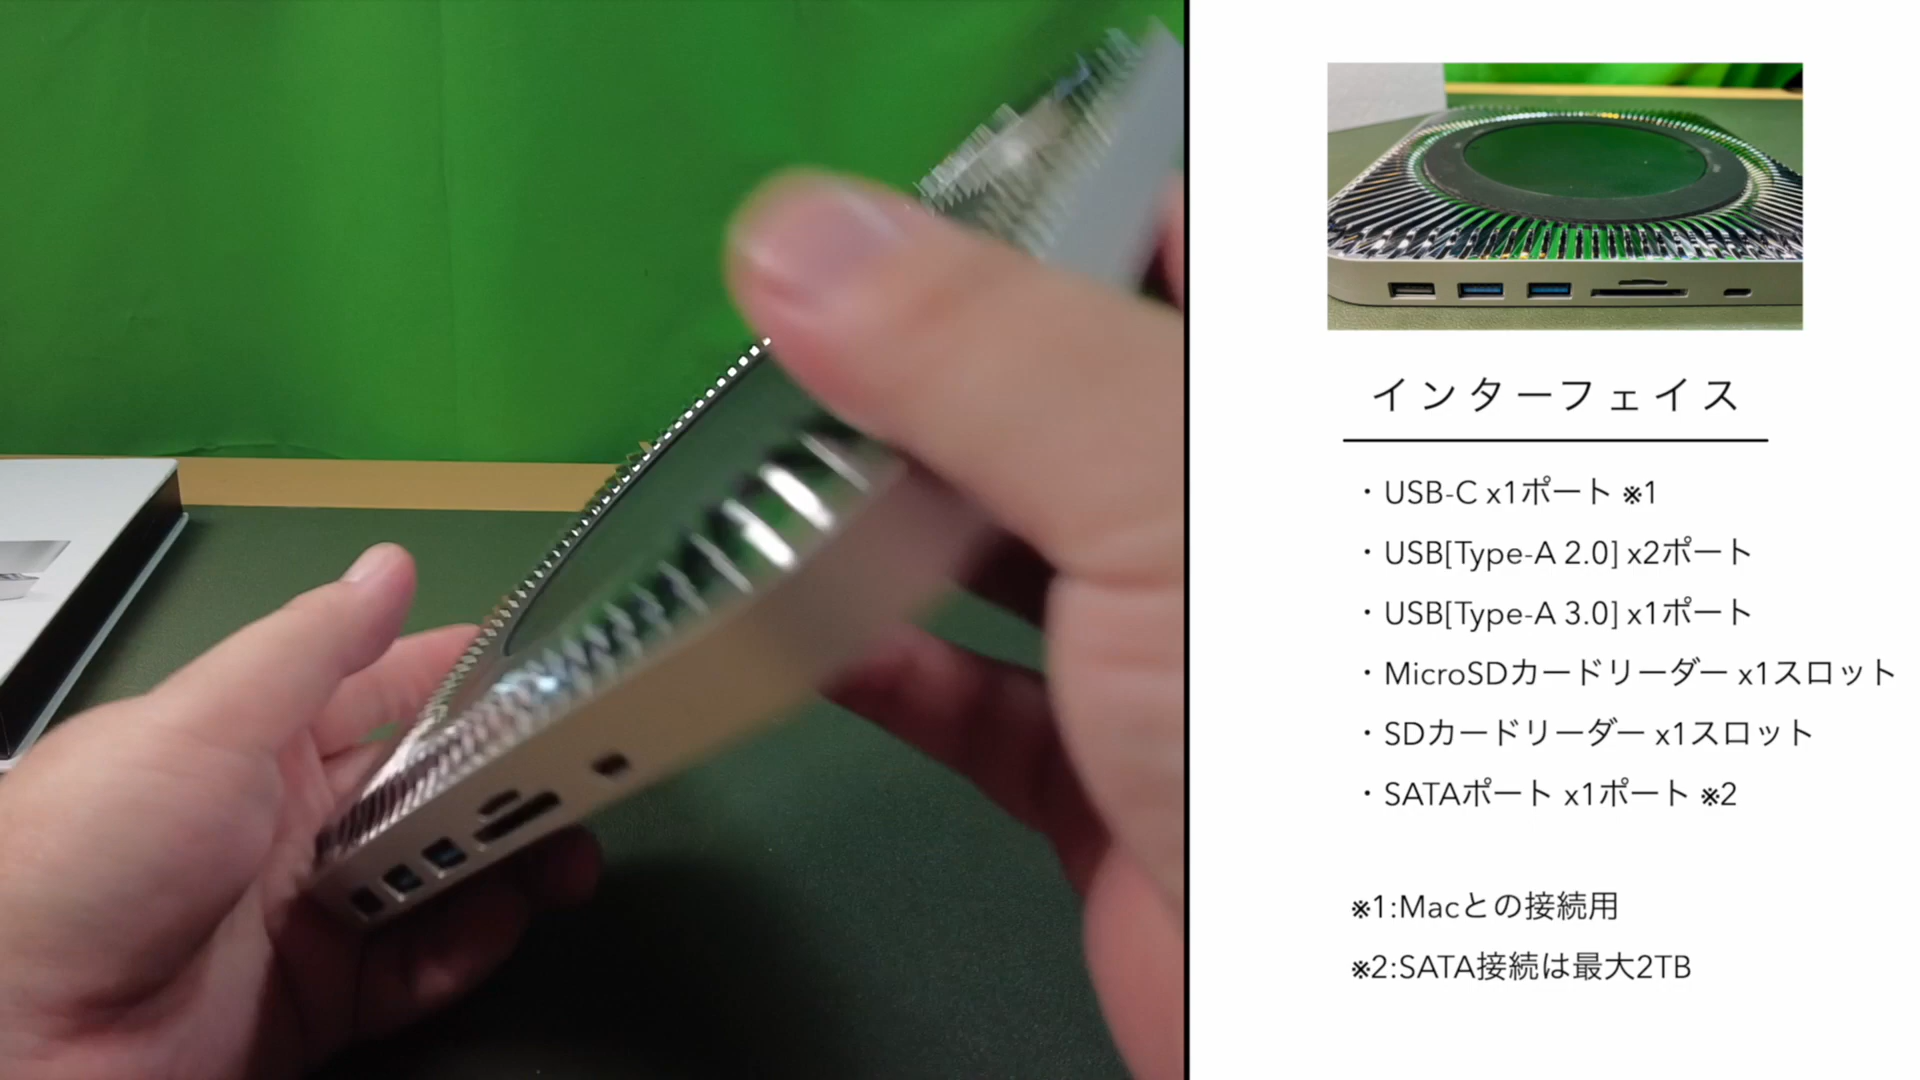 インターフェイス
・USB-C x1ポート ※1
・USB[Type-A 2.0] x2ポート
・USB[Type-A 3.0] x1ポート
・MicroSDカードリーダー x1スロット
・SDカードリーダー x1スロット
・SATAポート x1ポート ※2
※1:Macとの接続用
※2:SATA接続は最大2TB